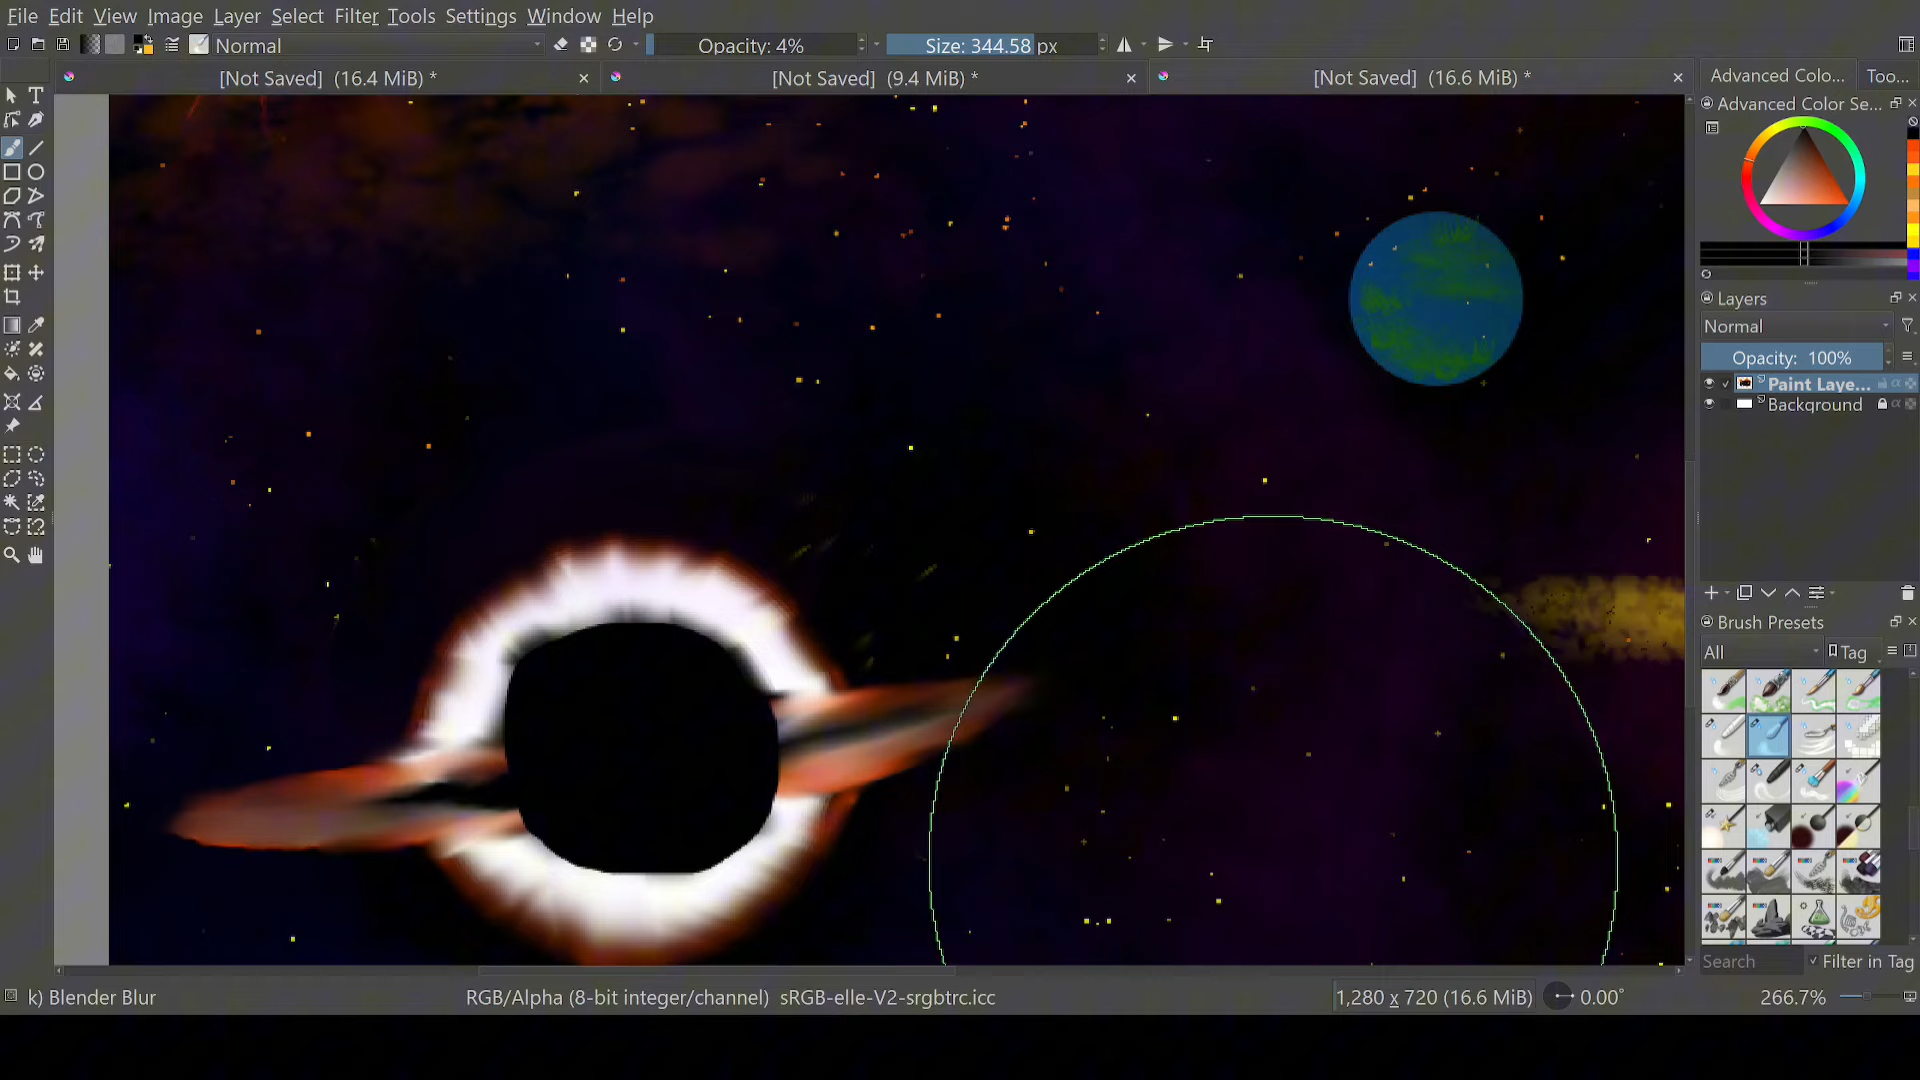 File Edit View Image Layer Select Filter Tools Settings Window Help
Normal Opacity: 4% Size: 344.58 px
[Not Saved] (16.4 MiB) * [Not Saved] (9.4 MiB) * [Not Saved] (16.6 MiB) *
Advanced Colo... Too...
Advanced Color Se...
Layers
Normal
Opacity: 100%
Paint Laye...
Background
Brush Presets
All Tag
Search Filter in Tag
k) Blender Blur RGB/Alpha (8-bit integer/channel) sRGB-elle-V2-srgbtrc.icc 1,280 x 720 (16.6 MiB) 0.00° 266.7%